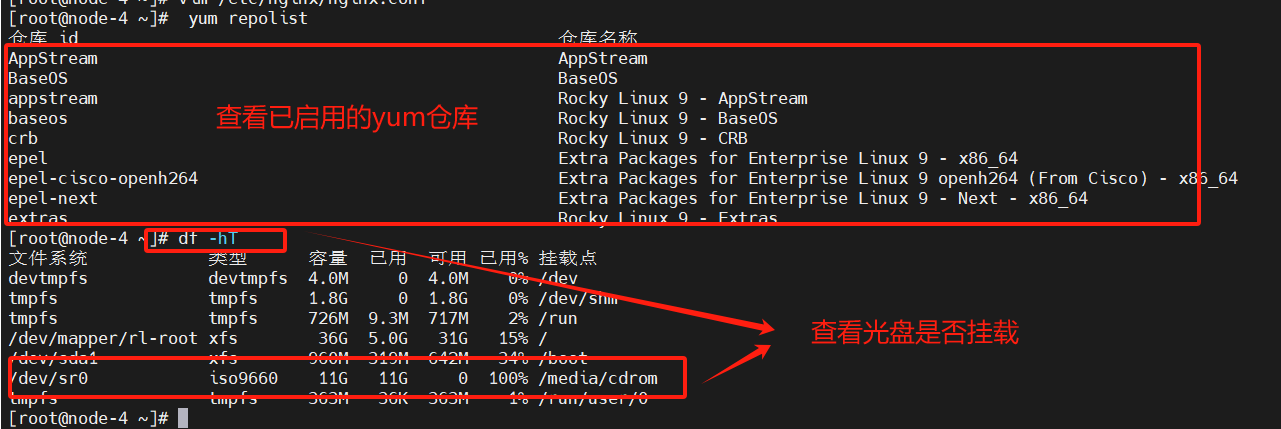 [root@node-4 ~]# vim /etc/nginx/nginx.conf
[root@node-4 ~]# yum repolist
仓库 id 仓库名称
AppStream AppStream
BaseOS BaseOS
appstream Rocky Linux 9 - AppStream
baseos Rocky Linux 9 - BaseOS
查看已启用的yum仓库
crb Rocky Linux 9 - CRB
epel Extra Packages for Enterprise Linux 9 - x86_64
epel-cisco-openh264 Extra Packages for Enterprise Linux 9 openh264 (From Cisco) - x86_64
epel-next Extra Packages for Enterprise Linux 9 - Next - x86_64
extras Rocky Linux 9 - Extras
[root@node-4 ~]# df -hT
文件系统 类型 容量 已用 可用 已用% 挂载点
devtmpfs devtmpfs 4.0M 0 4.0M 0% /dev
tmpfs tmpfs 1.8G 0 1.8G 0% /dev/shm
tmpfs tmpfs 726M 9.3M 717M 2% /run
/dev/mapper/rl-root xfs 36G 5.0G 31G 15% /
查看光盘是否挂载
/dev/sda1 xfs 960M 319M 642M 34% /boot
/dev/sr0 iso9660 11G 11G 0 100% /media/cdrom
tmpfs tmpfs 363M 36K 363M 1% /run/user/0
[root@node-4 ~]#